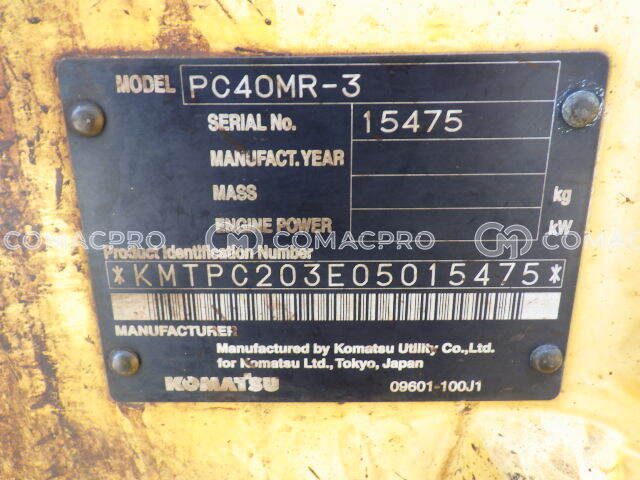 MODEL PC40MR-3
SERIAL No. 15475
MANUFACT.YEAR
MASS kg
ENGINE POWER kW
COMACPRO COMACPRO COMACPRO
Product Identification Number
*KMTPC203E05015475*
MANUFACTURER
Manufactured by Komatsu Utility Co.,Ltd.
for Komatsu Ltd., Tokyo, Japan
KOMATSU 09601-100J1